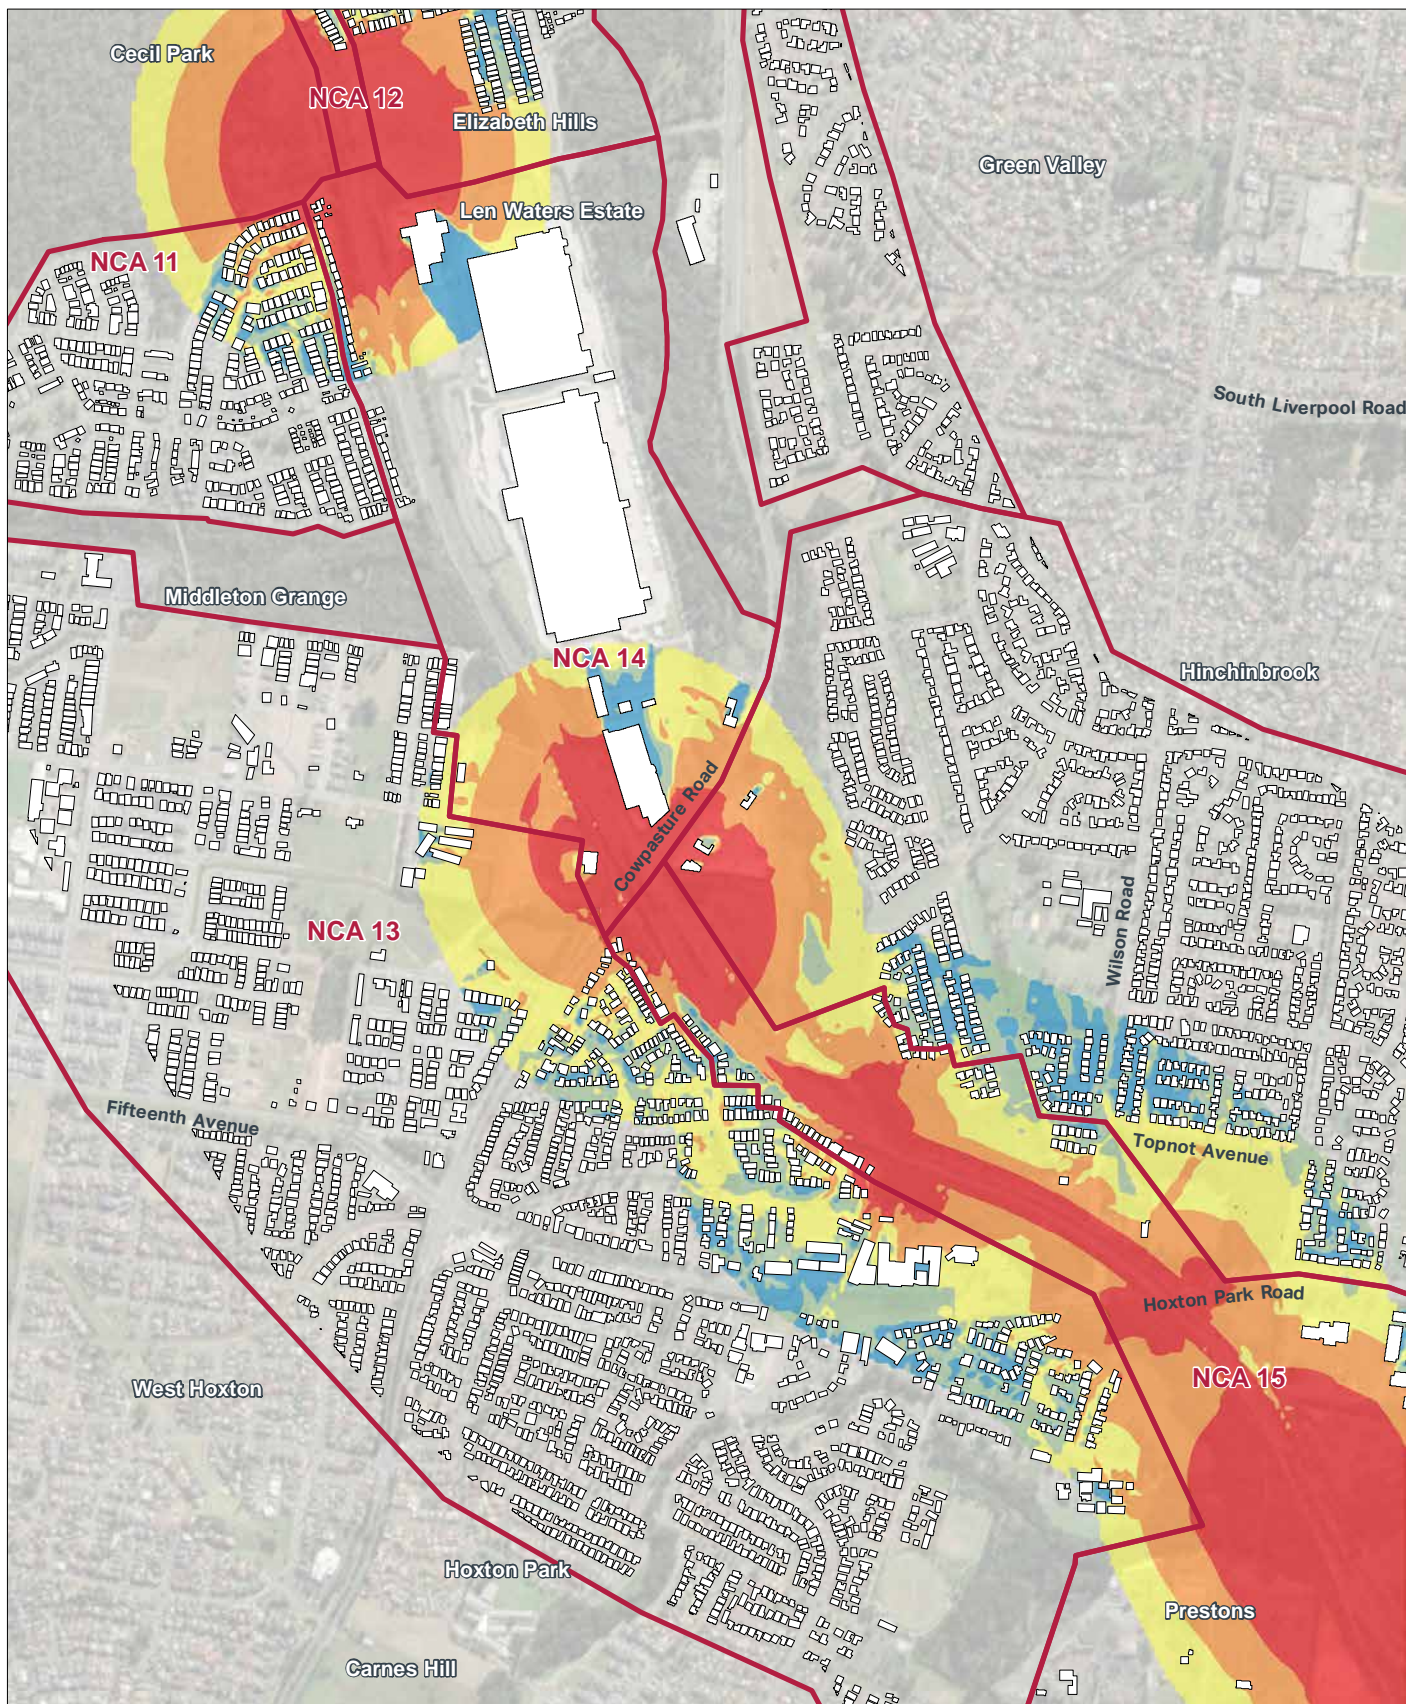 Cecil Park
NCA 12
Elizabeth Hills
Green Valley
Len Waters Estate
NCA 11
South Liverpool Road
Middleton Grange
NCA 14
Hinchinbrook
Cowpasture Road
Wilson Road
NCA 13
Fifteenth Avenue
Topnot Avenue
Hoxton Park Road
West Hoxton
NCA 15
Hoxton Park
Prestons
Carnes Hill